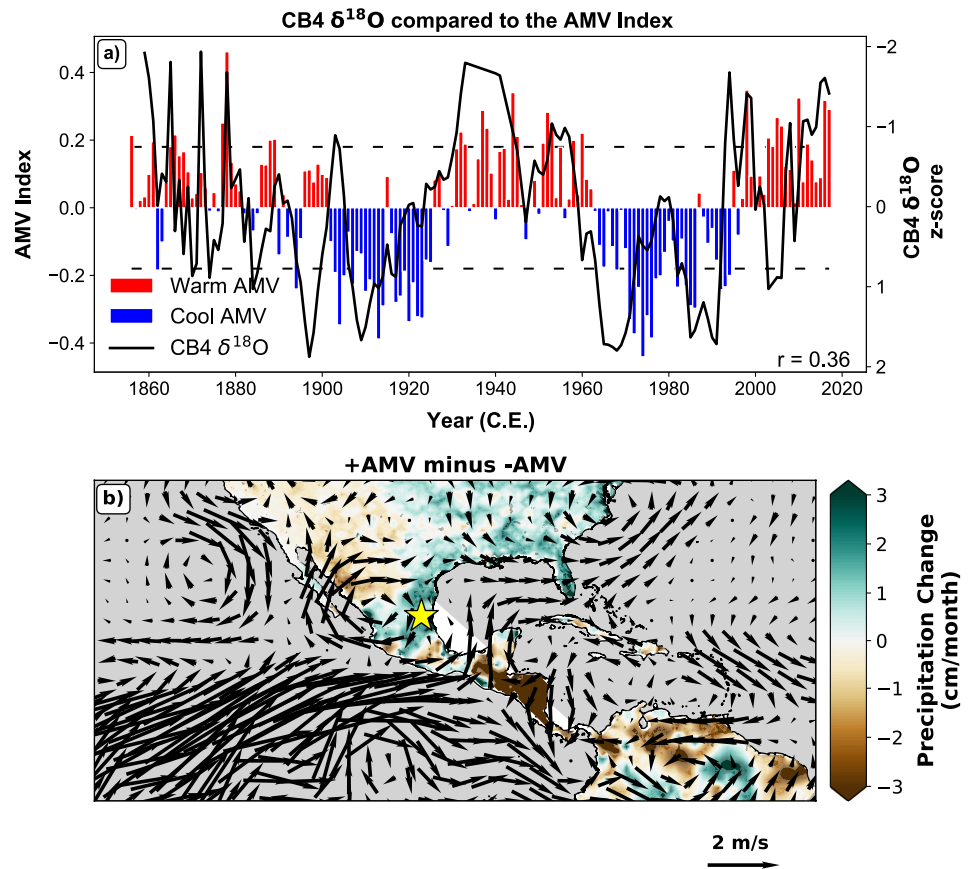 CB4 δ¹⁸O compared to the AMV Index
a)
0.4
0.2
0.0
−0.2
−0.4
AMV Index
−2
−1
0
1
2
CB4 δ¹⁸O
z-score
Warm AMV
Cool AMV
CB4 δ¹⁸O
r = 0.36
1860 1880 1900 1920 1940 1960 1980 2000 2020
Year (C.E.)
+AMV minus -AMV
b)
3
2
1
0
−1
−2
−3
Precipitation Change
(cm/month)
2 m/s